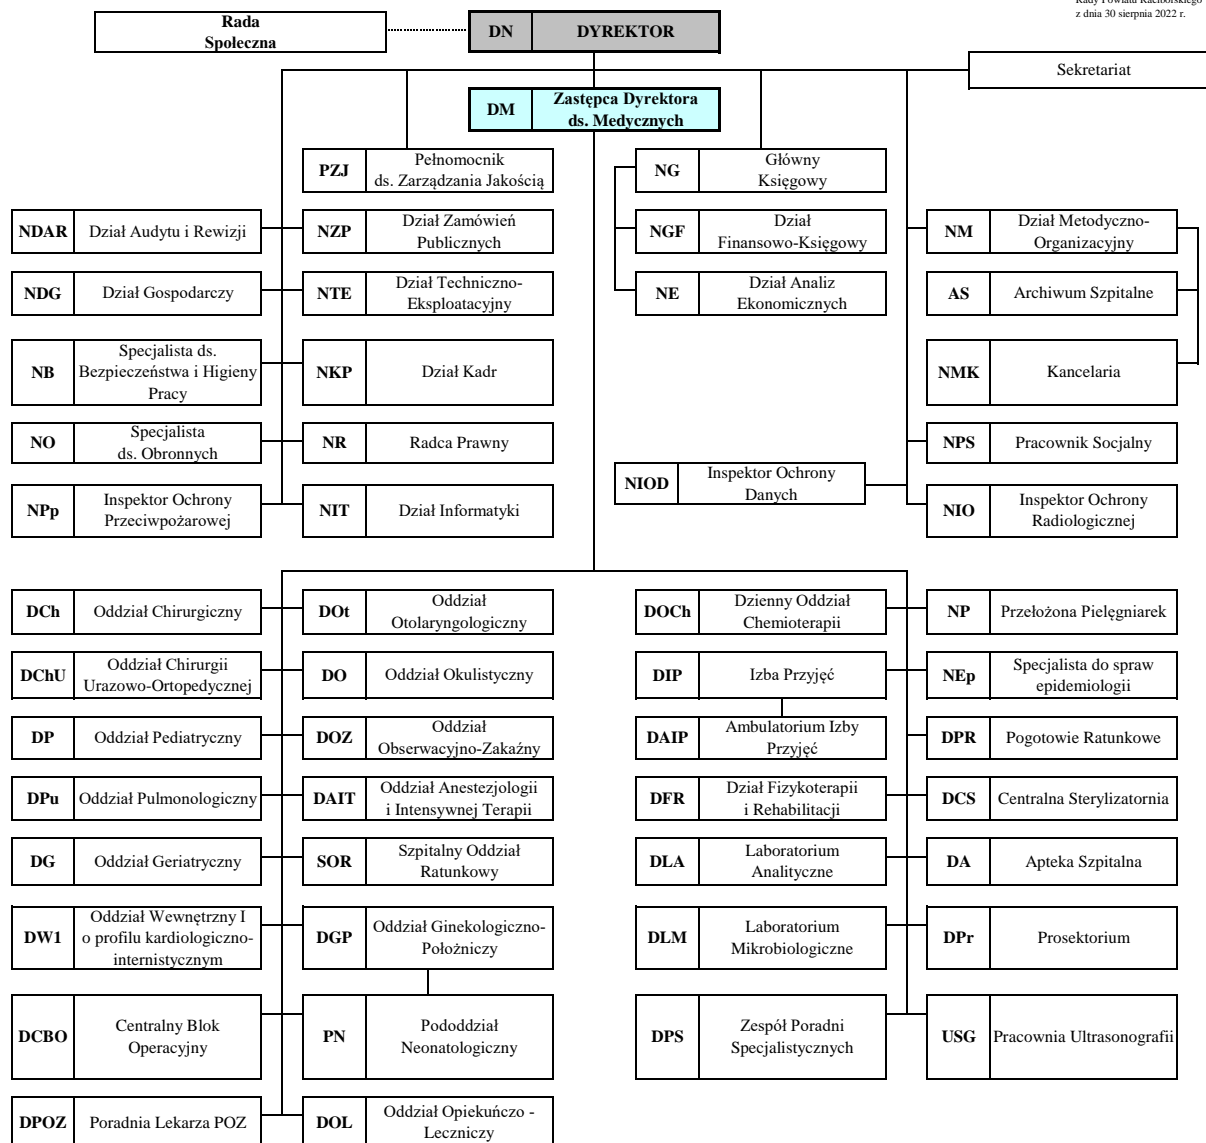 Rady Powiatu Raciborskiego
z dnia 30 sierpnia 2022 r.
Rada
Społeczna
DN DYREKTOR
Sekretariat
DM
Zastępca Dyrektora
ds. Medycznych
PZJ
Pełnomocnik
ds. Zarządzania Jakością
NG
Główny
Księgowy
NDAR Dział Audytu i Rewizji
NZP
Dział Zamówień
Publicznych
NGF
Dział
Finansowo-Księgowy
NM
Dział Metodyczno-
Organizacyjny
NDG Dział Gospodarczy
NTE
Dział Techniczno-
Eksploatacyjny
NE
Dział Analiz
Ekonomicznych
AS Archiwum Szpitalne
NB
Specjalista ds.
Bezpieczeństwa i Higieny
Pracy
NKP Dział Kadr
NMK Kancelaria
NO
Specjalista
ds. Obronnych
NR Radca Prawny
NPS Pracownik Socjalny
NIOD
Inspektor Ochrony
Danych
NPp
Inspektor Ochrony
Przeciwpożarowej
NIT Dział Informatyki
NIO
Inspektor Ochrony
Radiologicznej
DCh Oddział Chirurgiczny
DOt
Oddział
Otolaryngologiczny
DOCh
Dzienny Oddział
Chemioterapii
NP Przełożona Pielęgniarek
DChU
Oddział Chirurgii
Urazowo-Ortopedycznej
DO Oddział Okulistyczny
DIP Izba Przyjęć
NEp
Specjalista do spraw
epidemiologii
DP Oddział Pediatryczny
DOZ
Oddział
Obserwacyjno-Zakaźny
DAIP
Ambulatorium Izby
Przyjęć
DPR Pogotowie Ratunkowe
DPu Oddział Pulmonologiczny
DAIT
Oddział Anestezjologii
i Intensywnej Terapii
DFR
Dział Fizykoterapii
i Rehabilitacji
DCS Centralna Sterylizatornia
DG Oddział Geriatryczny
SOR
Szpitalny Oddział
Ratunkowy
DLA
Laboratorium
Analityczne
DA Apteka Szpitalna
DW1
Oddział Wewnętrzny I
o profilu kardiologiczno-
internistycznym
DGP
Oddział Ginekologiczno-
Położniczy
DLM
Laboratorium
Mikrobiologiczne
DPr Prosektorium
DCBO
Centralny Blok
Operacyjny
PN
Pododdział
Neonatologiczny
DPS
Zespół Poradni
Specjalistycznych
USG Pracownia Ultrasonografii
DPOZ Poradnia Lekarza POZ
DOL
Oddział Opiekuńczo -
Leczniczy